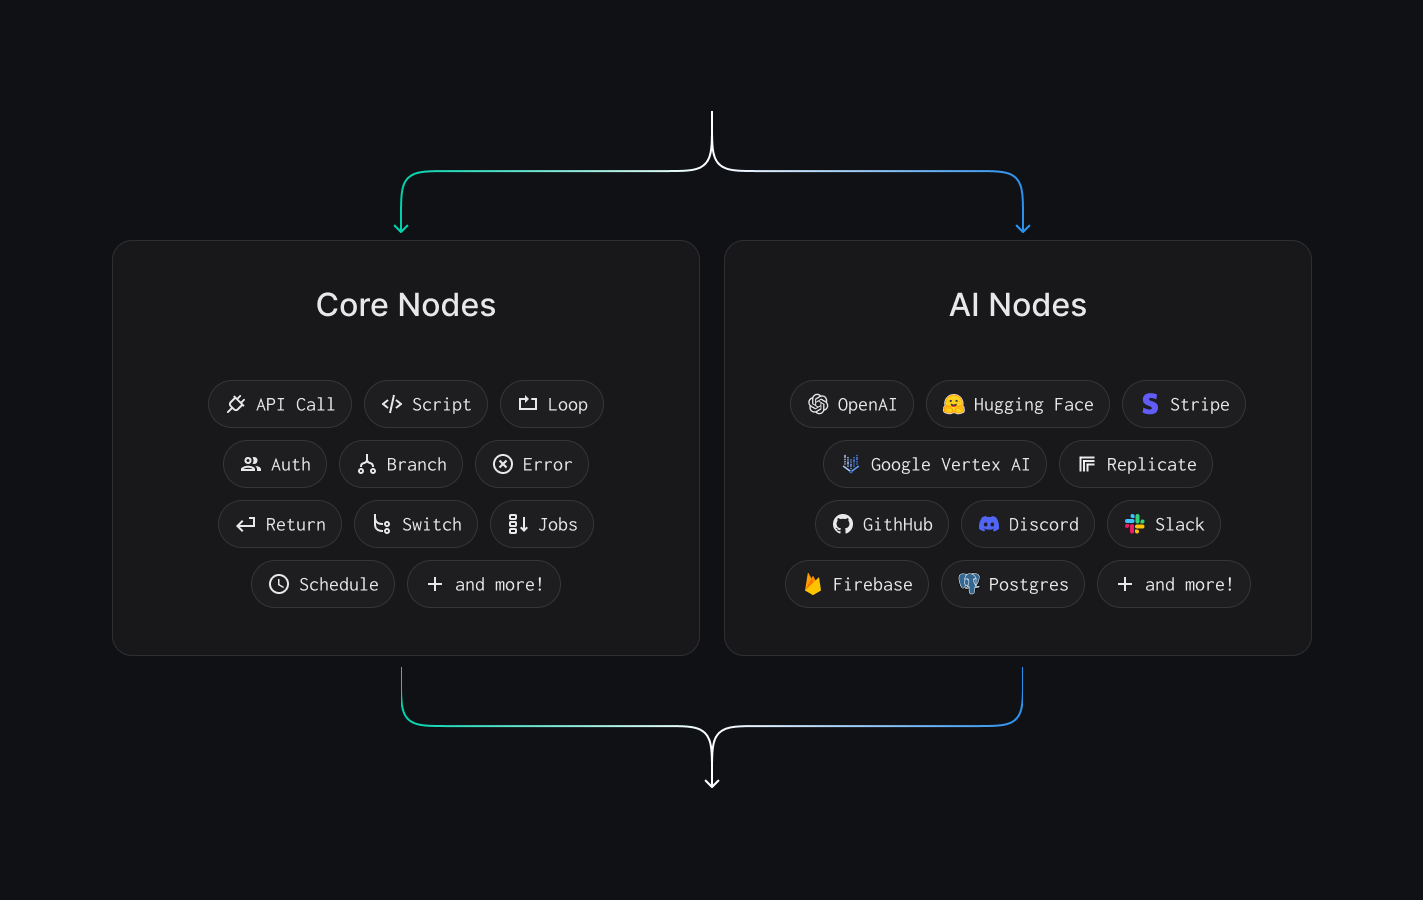 Core Nodes
API Call Script Loop
Auth Branch Error
Return Switch Jobs
Schedule and more!
AI Nodes
OpenAI Hugging Face Stripe
Google Vertex AI Replicate
GithHub Discord Slack
Firebase Postgres and more!